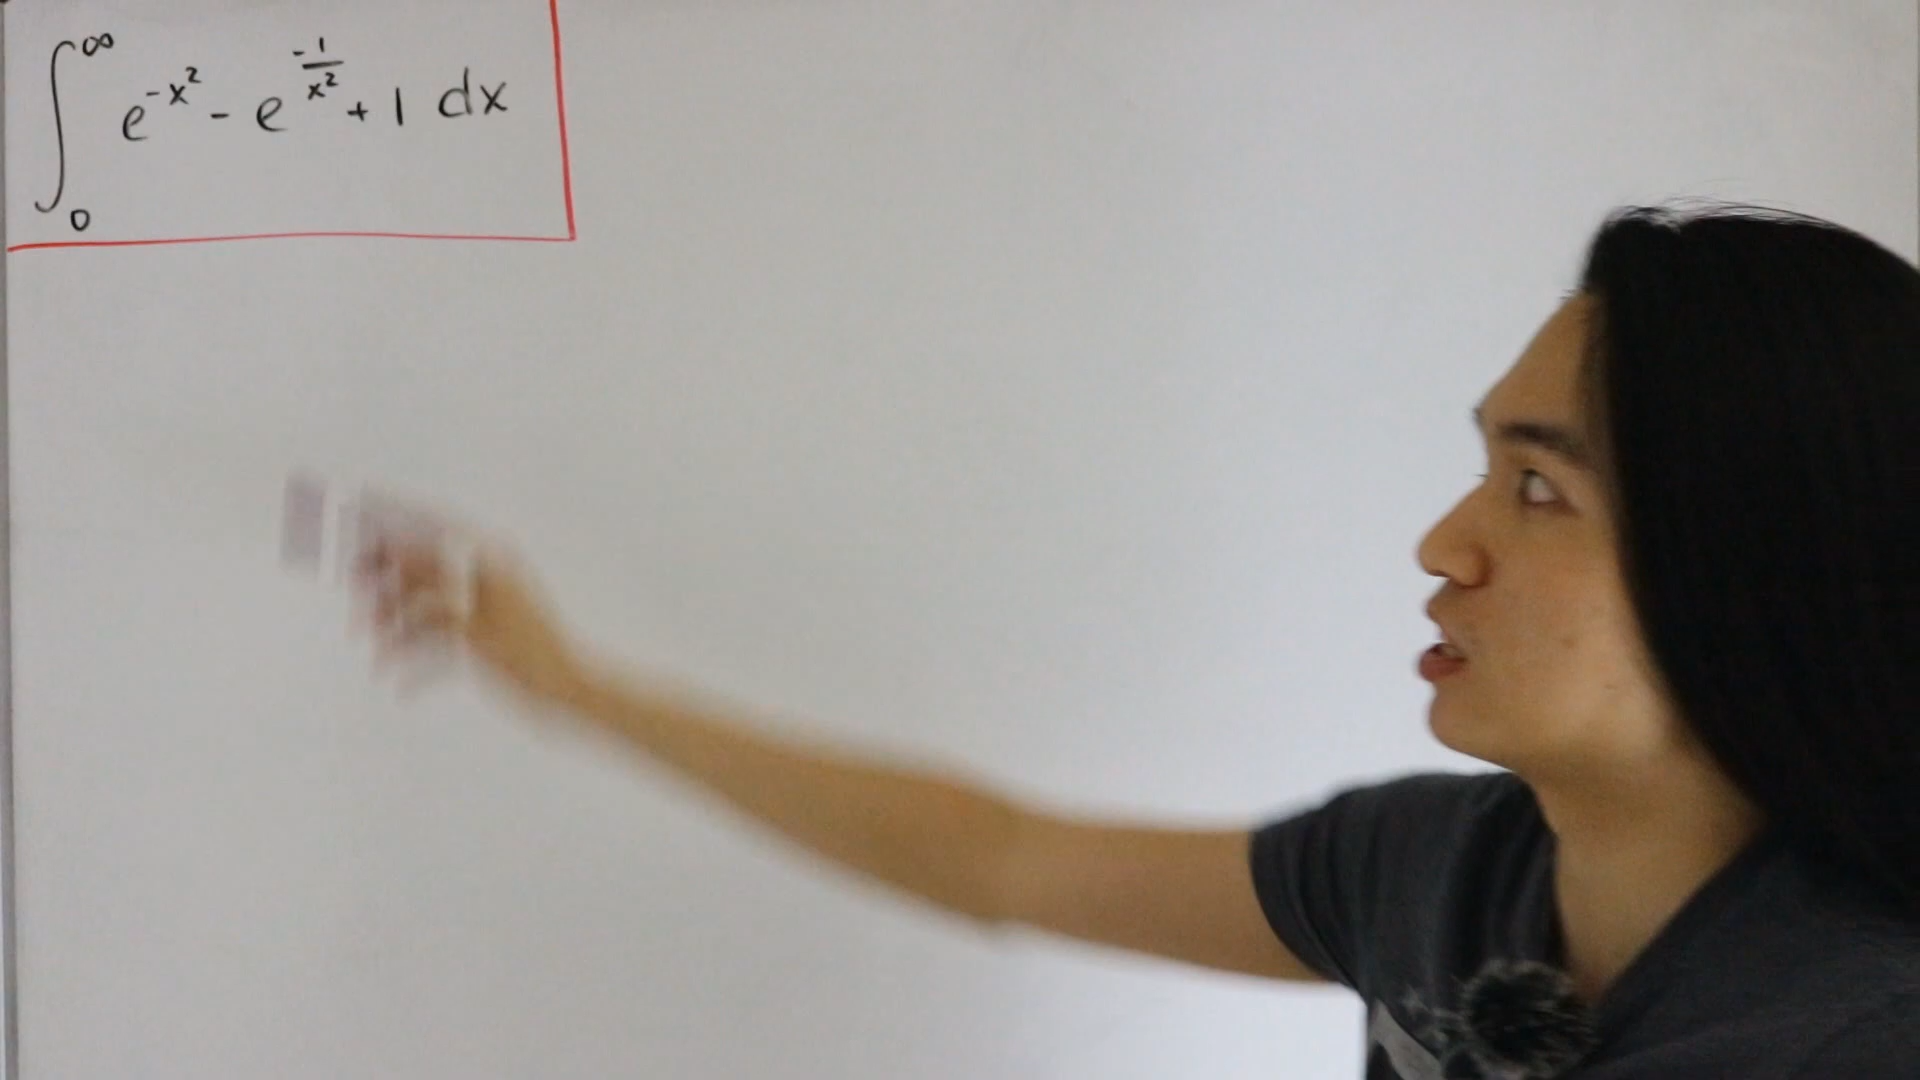 ∫₀^∞ e^{-x²} - e^{-1/x²} + 1 dx